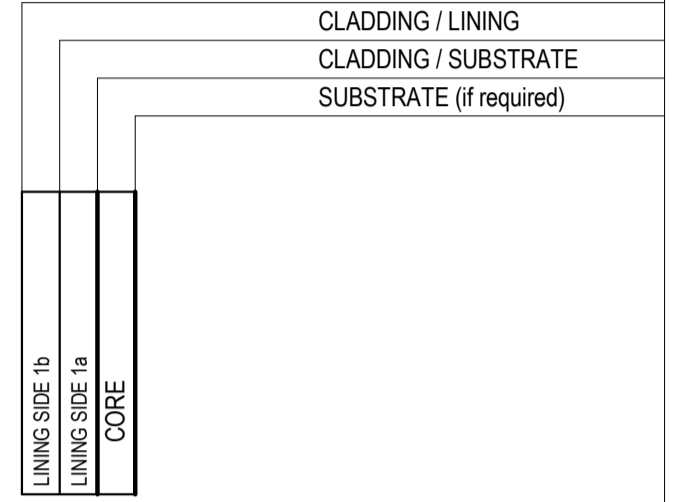 CLADDING / LINING
CLADDING / SUBSTRATE
SUBSTRATE (if required)
LINING SIDE 1b
LINING SIDE 1a
CORE